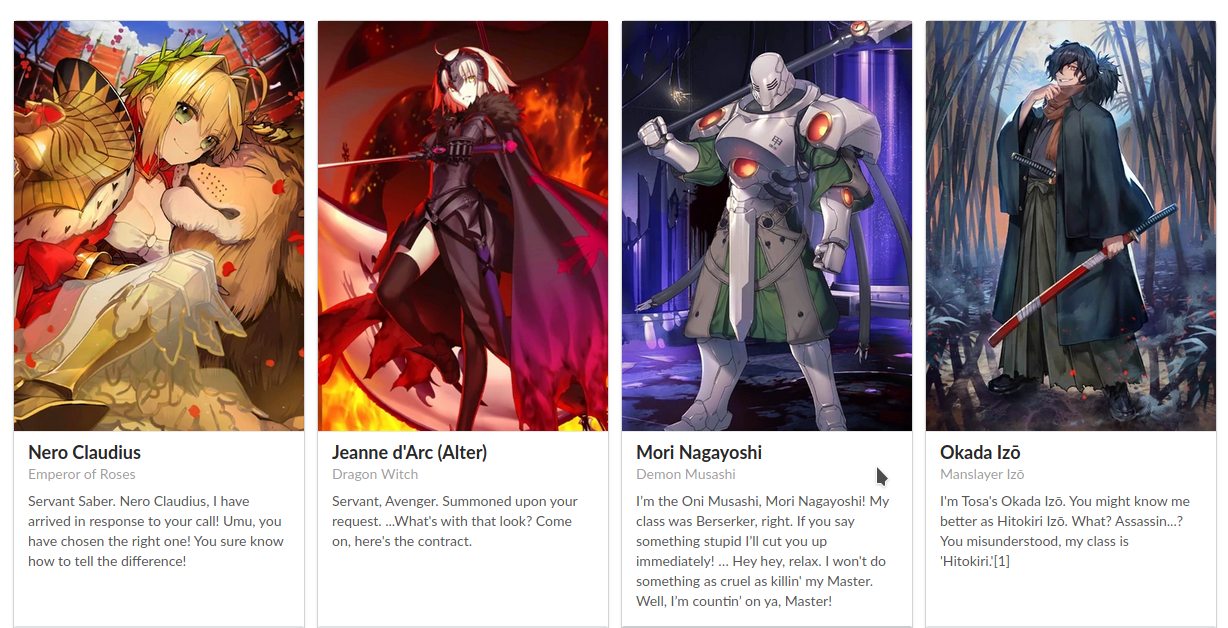 Nero Claudius
Emperor of Roses
Servant Saber. Nero Claudius, I have
arrived in response to your call! Umu, you
have chosen the right one! You sure know
how to tell the difference!
Jeanne d'Arc (Alter)
Dragon Witch
Servant, Avenger. Summoned upon your
request. ...What's with that look? Come
on, here's the contract.
Mori Nagayoshi
Demon Musashi
I’m the Oni Musashi, Mori Nagayoshi! My
class was Berserker, right. If you say
something stupid I’ll cut you up
immediately! … Hey hey, relax. I won't do
something as cruel as killin' my Master.
Well, I’m countin’ on ya, Master!
Okada Izō
Manslayer Izō
I'm Tosa's Okada Izō. You might know me
better as Hitokiri Izō. What? Assassin...?
You misunderstood, my class is
'Hitokiri.'[1]